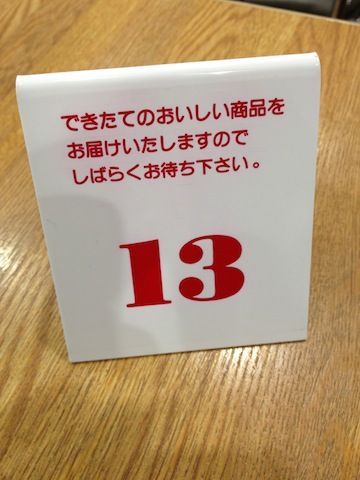 できたてのおいしい商品を
お届けいたしますので
しばらくお待ち下さい。
13